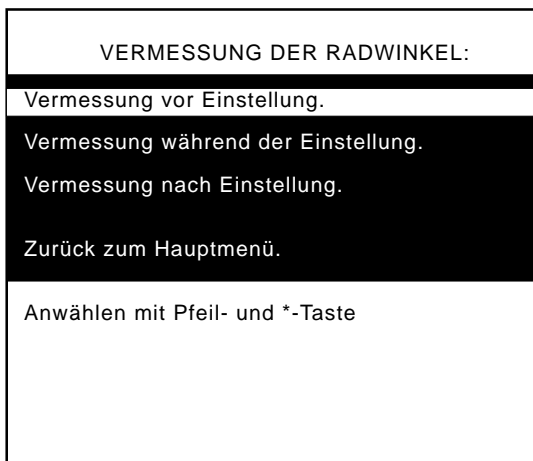 VERMESSUNG DER RADWINKEL:
Vermessung vor Einstellung.
Vermessung während der Einstellung.
Vermessung nach Einstellung.
Zurück zum Hauptmenü.
Anwählen mit Pfeil- und *-Taste